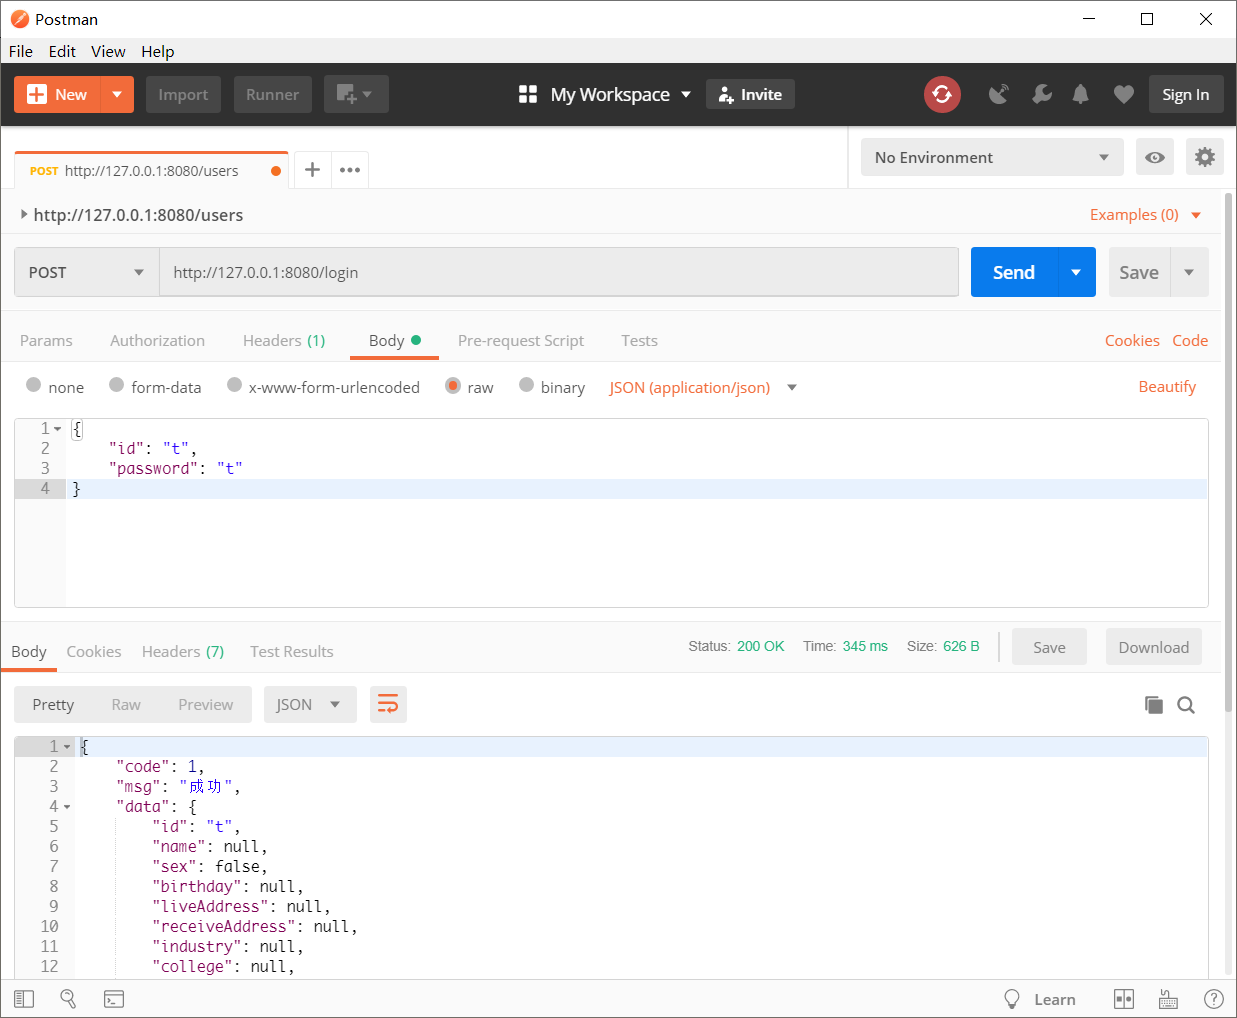 Postman
File Edit View Help
New Import Runner My Workspace Invite Sign In
POST http://127.0.0.1:8080/users No Environment
http://127.0.0.1:8080/users Examples (0)
POST http://127.0.0.1:8080/login Send Save
Params Authorization Headers (1) Body Pre-request Script Tests Cookies Code
none form-data x-www-form-urlencoded raw binary JSON (application/json) Beautify
1 {
2 "id": "t",
3 "password": "t"
4 }
Body Cookies Headers (7) Test Results Status: 200 OK Time: 345 ms Size: 626 B Save Download
Pretty Raw Preview JSON
1 {
2 "code": 1,
3 "msg": "成功",
4 "data": {
5 "id": "t",
6 "name": null,
7 "sex": false,
8 "birthday": null,
9 "liveAddress": null,
10 "receiveAddress": null,
11 "industry": null,
12 "college": null,
Learn